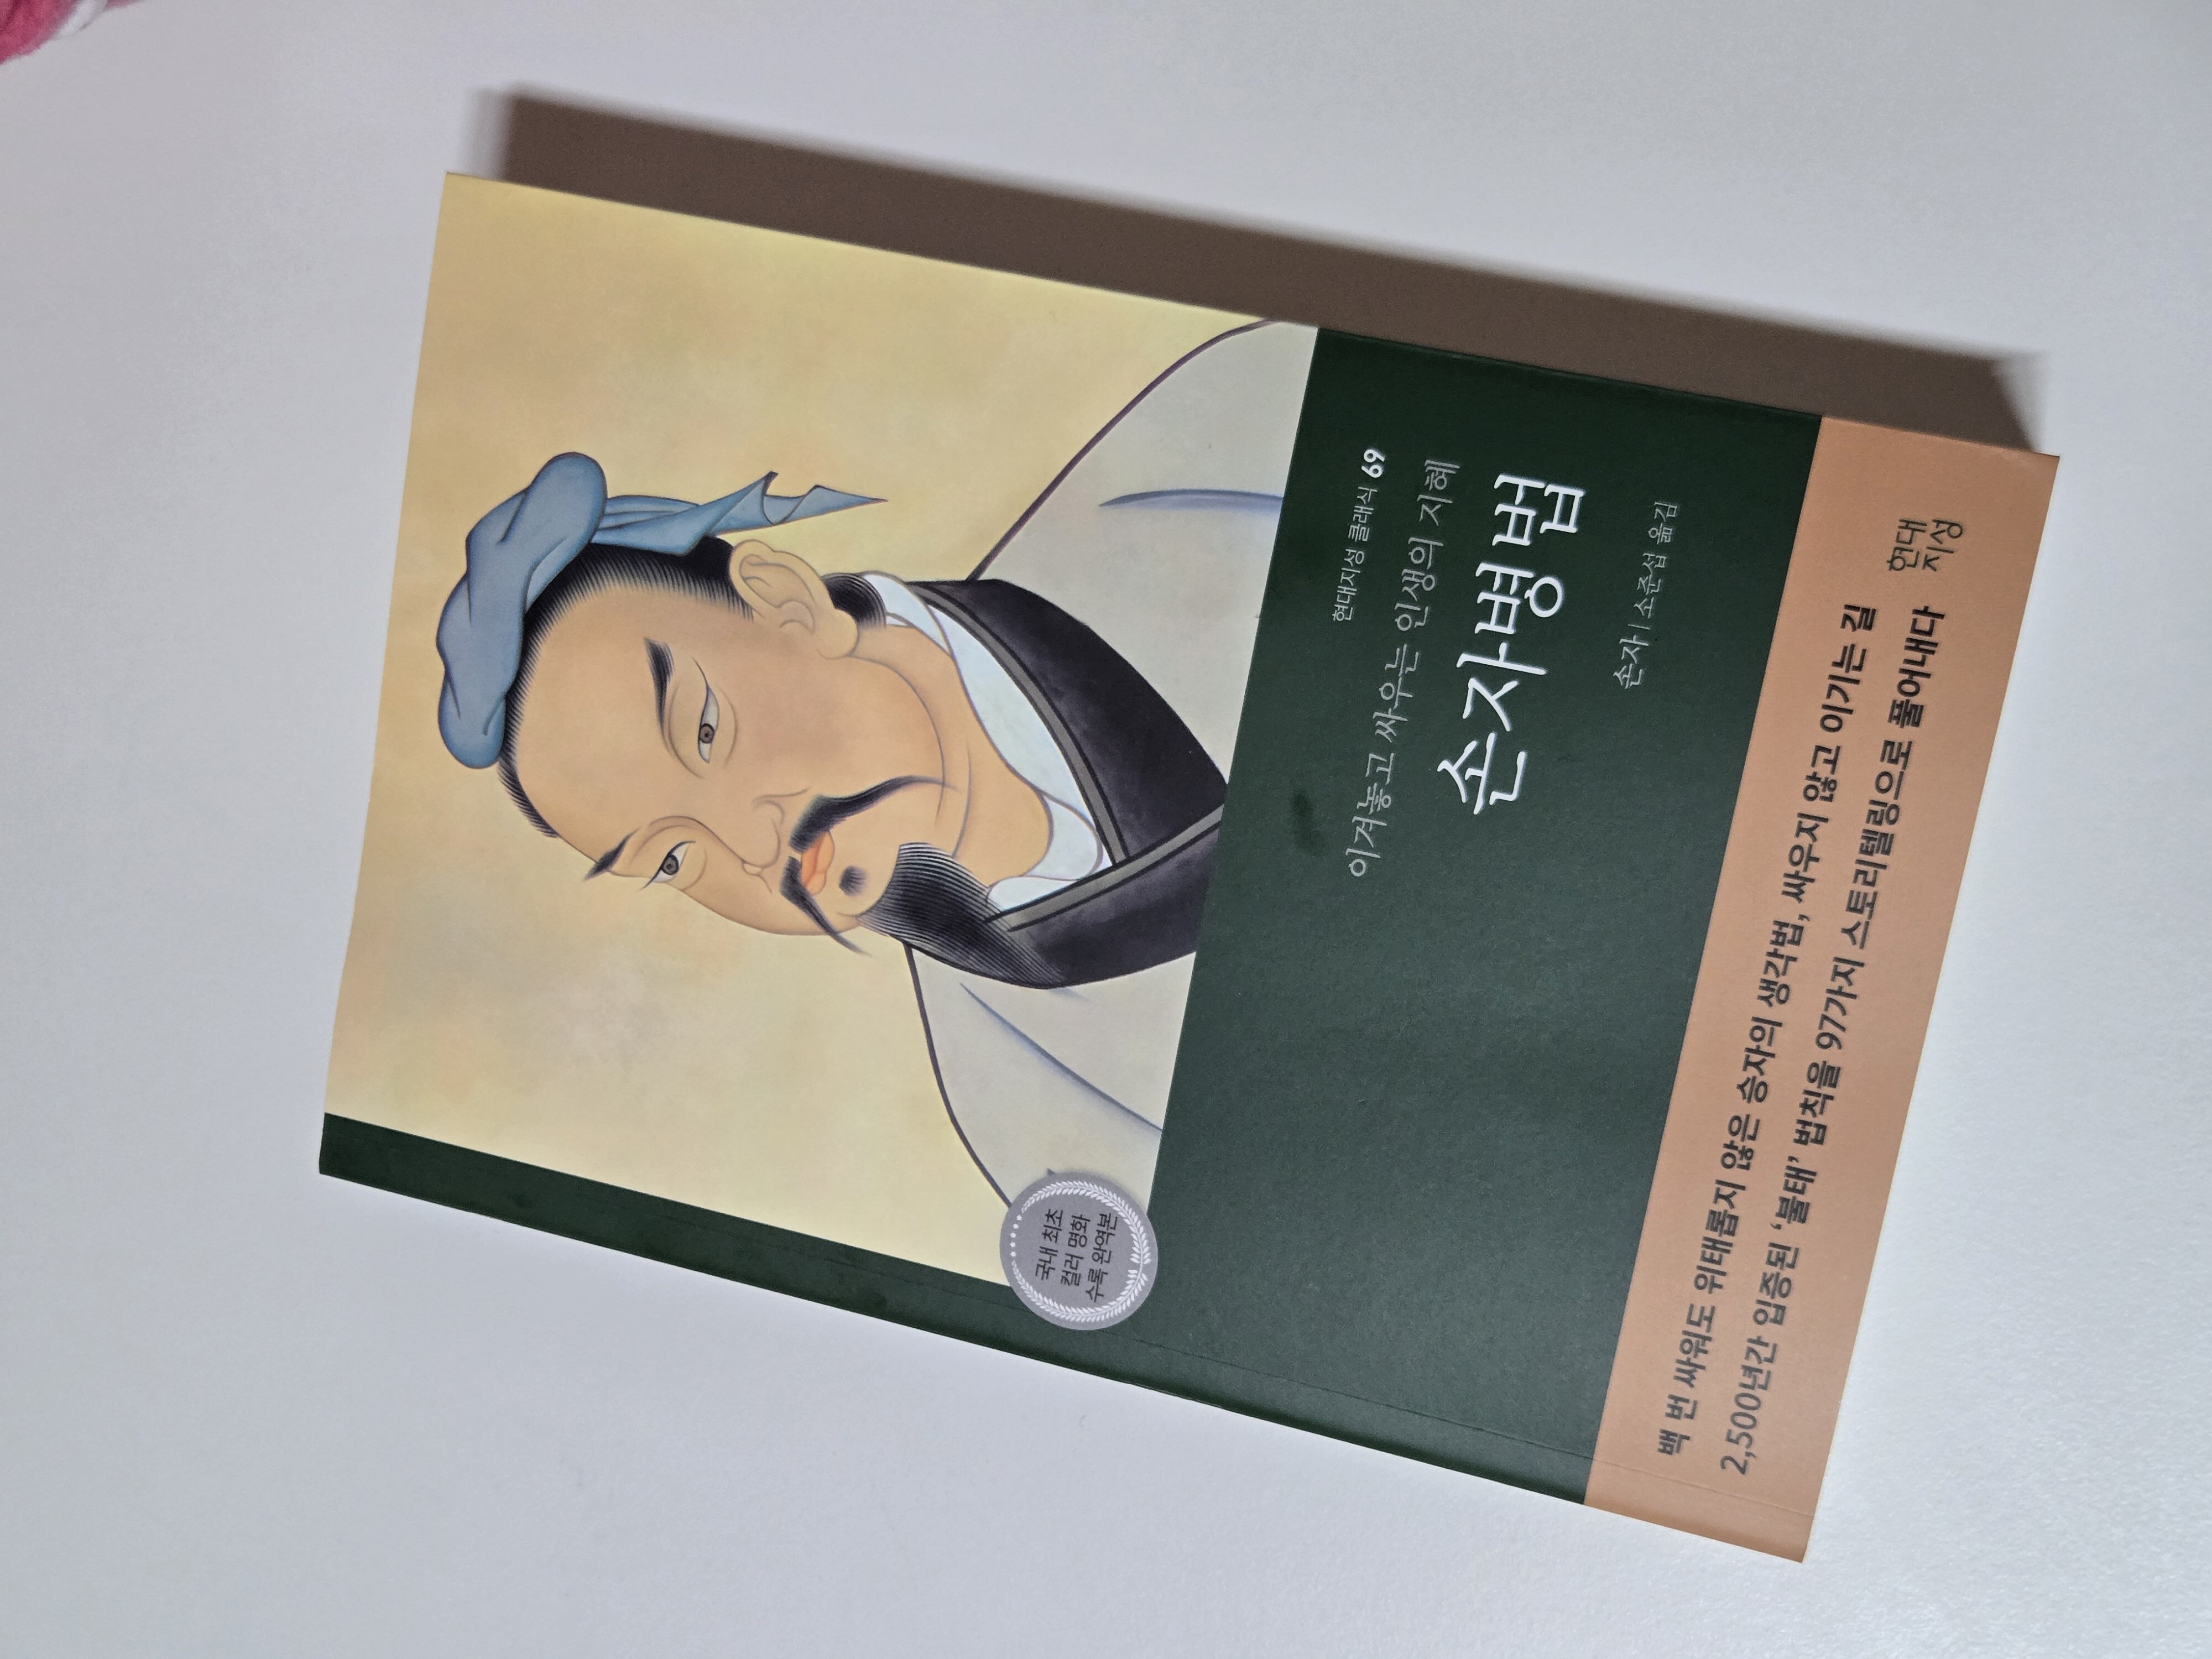 국내 최초
컬러 명화
수록 완역본
현대지성 클래식 69
이겨놓고 싸우는 인생의 지혜
손자병법
손자 | 소준섭 옮김
백 번 싸워도 위태롭지 않은 승자의 생각법, 싸우지 않고 이기는 길
2,500년간 입증된 ‘불태’ 법칙을 97가지 스토리텔링으로 풀어내다
현대
지성